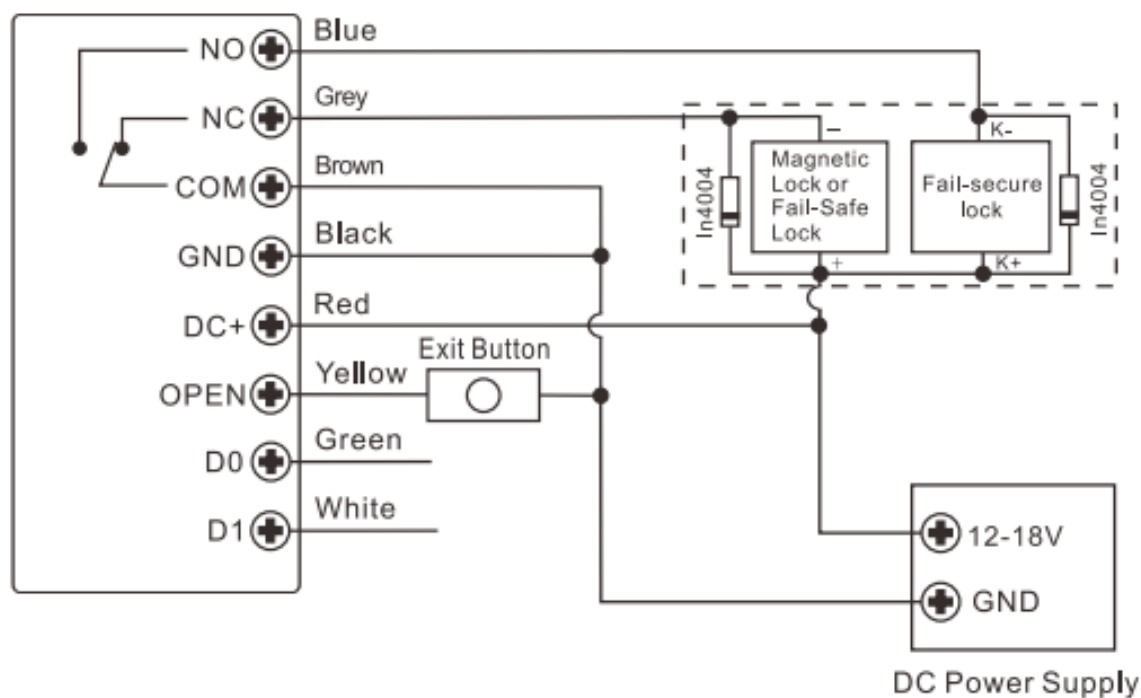 NO
Blue
NC
Grey
COM
Brown
GND
Black
DC+
Red
OPEN
Yellow
Exit Button
D0
Green
D1
White
In4004
−
Magnetic
Lock or
Fail-Safe
Lock
+
K-
Fail-secure
lock
K+
In4004
12-18V
GND
DC Power Supply